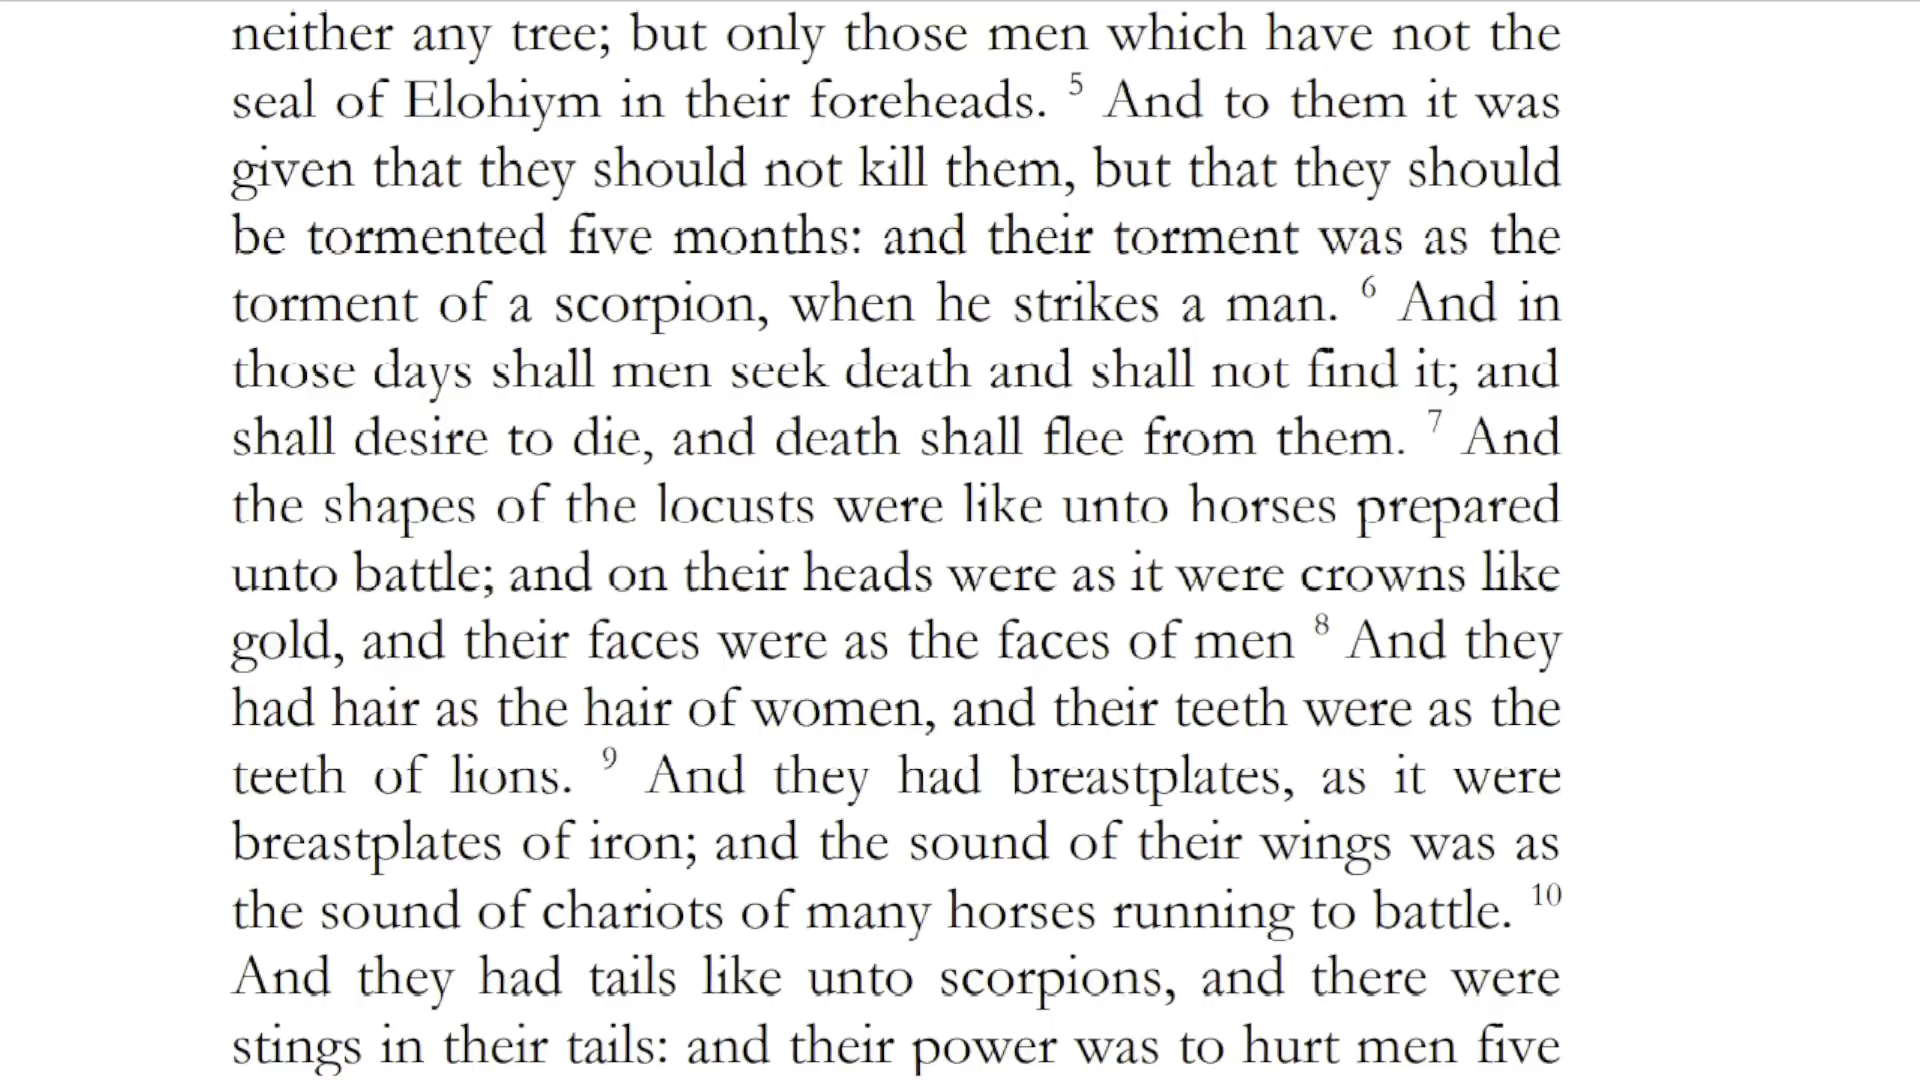 neither any tree; but only those men which have not the
seal of Elohiym in their foreheads. 5 And to them it was
given that they should not kill them, but that they should
be tormented five months: and their torment was as the
torment of a scorpion, when he strikes a man. 6 And in
those days shall men seek death and shall not find it; and
shall desire to die, and death shall flee from them. 7 And
the shapes of the locusts were like unto horses prepared
unto battle; and on their heads were as it were crowns like
gold, and their faces were as the faces of men 8 And they
had hair as the hair of women, and their teeth were as the
teeth of lions. 9 And they had breastplates, as it were
breastplates of iron; and the sound of their wings was as
the sound of chariots of many horses running to battle. 10
And they had tails like unto scorpions, and there were
stings in their tails: and their power was to hurt men five